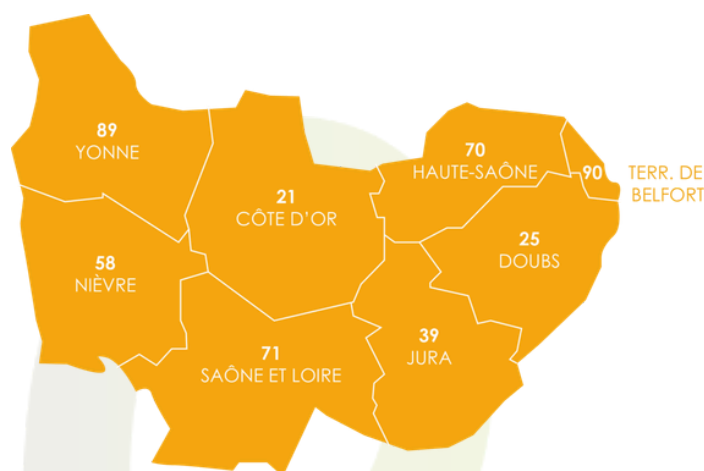 89
YONNE
70
HAUTE-SAÔNE
90
TERR. DE
BELFORT
21
CÔTE D'OR
25
DOUBS
58
NIÈVRE
39
JURA
71
SAÔNE ET LOIRE